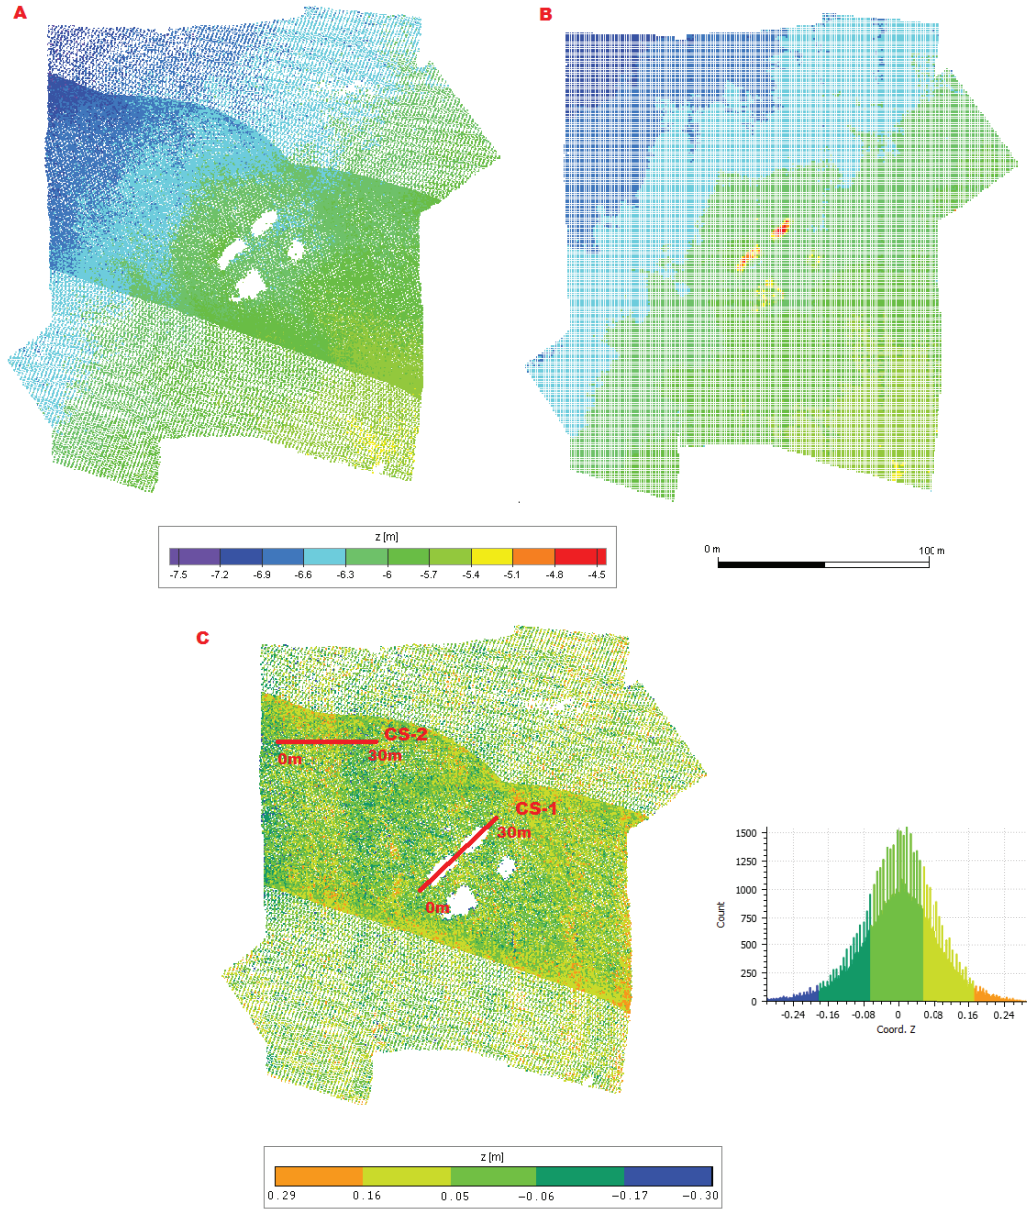 A
B
z [m]
-7.5 -7.2 -6.9 -6.6 -6.3 -6 -5.7 -5.4 -5.1 -4.8 -4.5
0 m 100 m
C
CS-2
0m 30m
CS-1
30m
0m
1500
1250
1000
750
500
250
0
Count
-0.24 -0.16 -0.08 0 0.08 0.16 0.24
Coord. Z
z [m]
0.29 0.16 0.05 -0.06 -0.17 -0.30